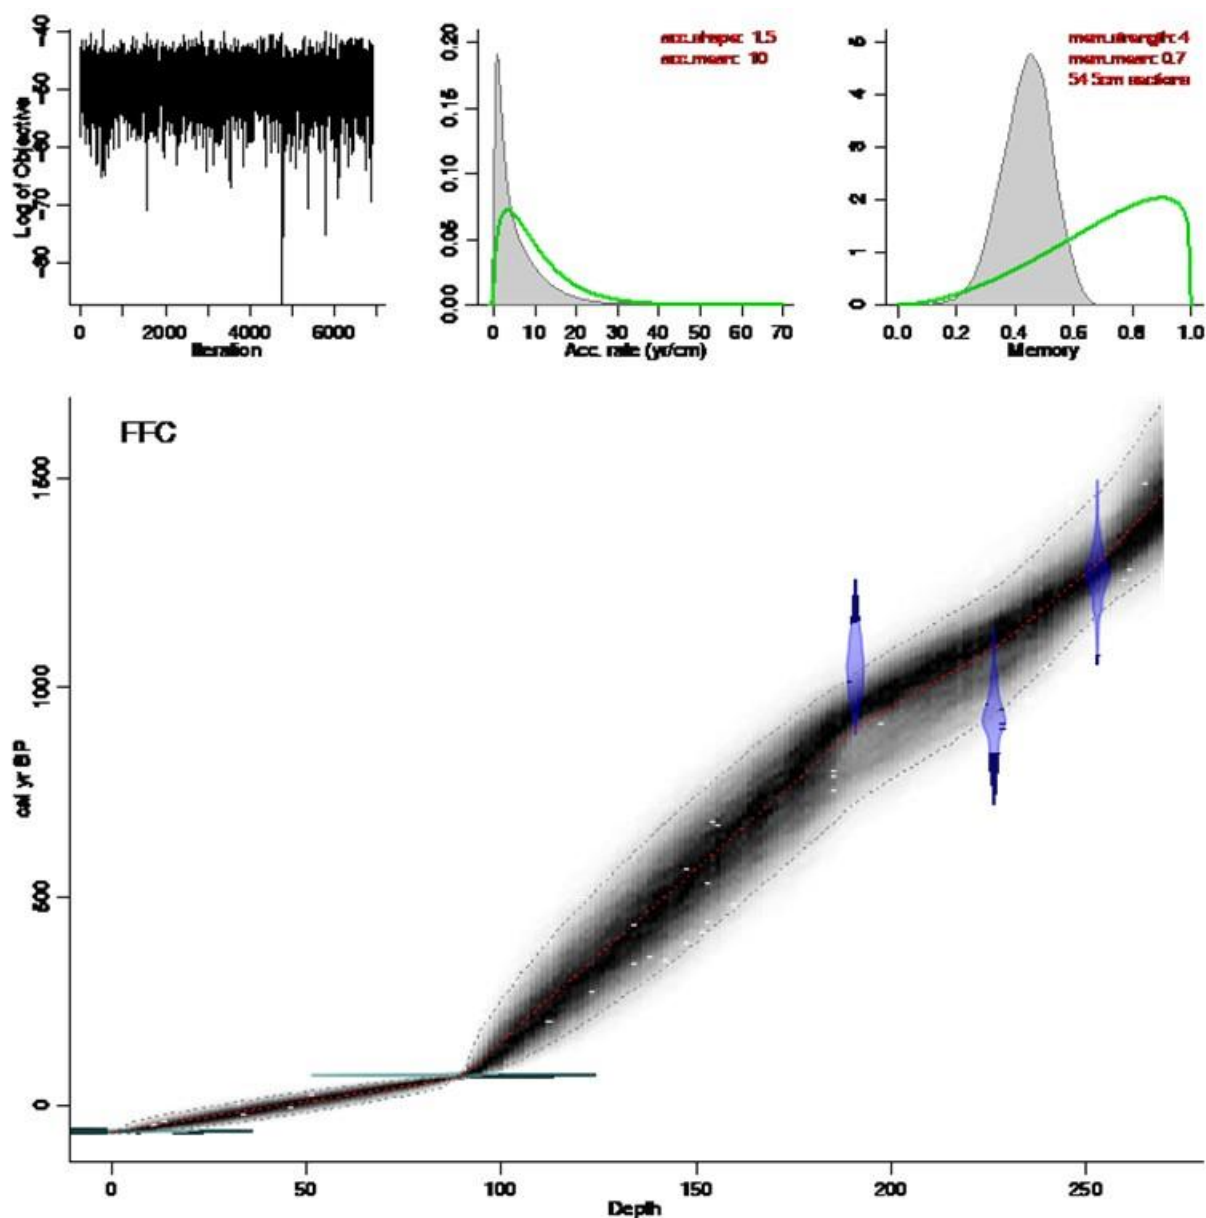 Log of Objective
−40
−50
−60
−70
−80
0 2000 4000 6000
Iteration
acc.shape: 1.5
acc.mean: 10
0.20
0.15
0.10
0.05
0.00
0 10 20 30 40 50 60 70
Acc. rate (yr/cm)
mem.strength: 4
mem.mean: 0.7
54 5cm sections
5
4
3
2
1
0
0.0 0.2 0.4 0.6 0.8 1.0
Memory
FFC
cal yr BP
1500
1000
500
0
0 50 100 150 200 250
Depth